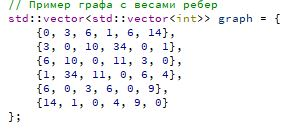 // Пример графа с весами ребер
std::vector<std::vector<int>> graph = {
{0, 3, 6, 1, 6, 14},
{3, 0, 10, 34, 0, 1},
{6, 10, 0, 11, 3, 0},
{1, 34, 11, 0, 6, 4},
{6, 0, 3, 6, 0, 9},
{14, 1, 0, 4, 9, 0}
};